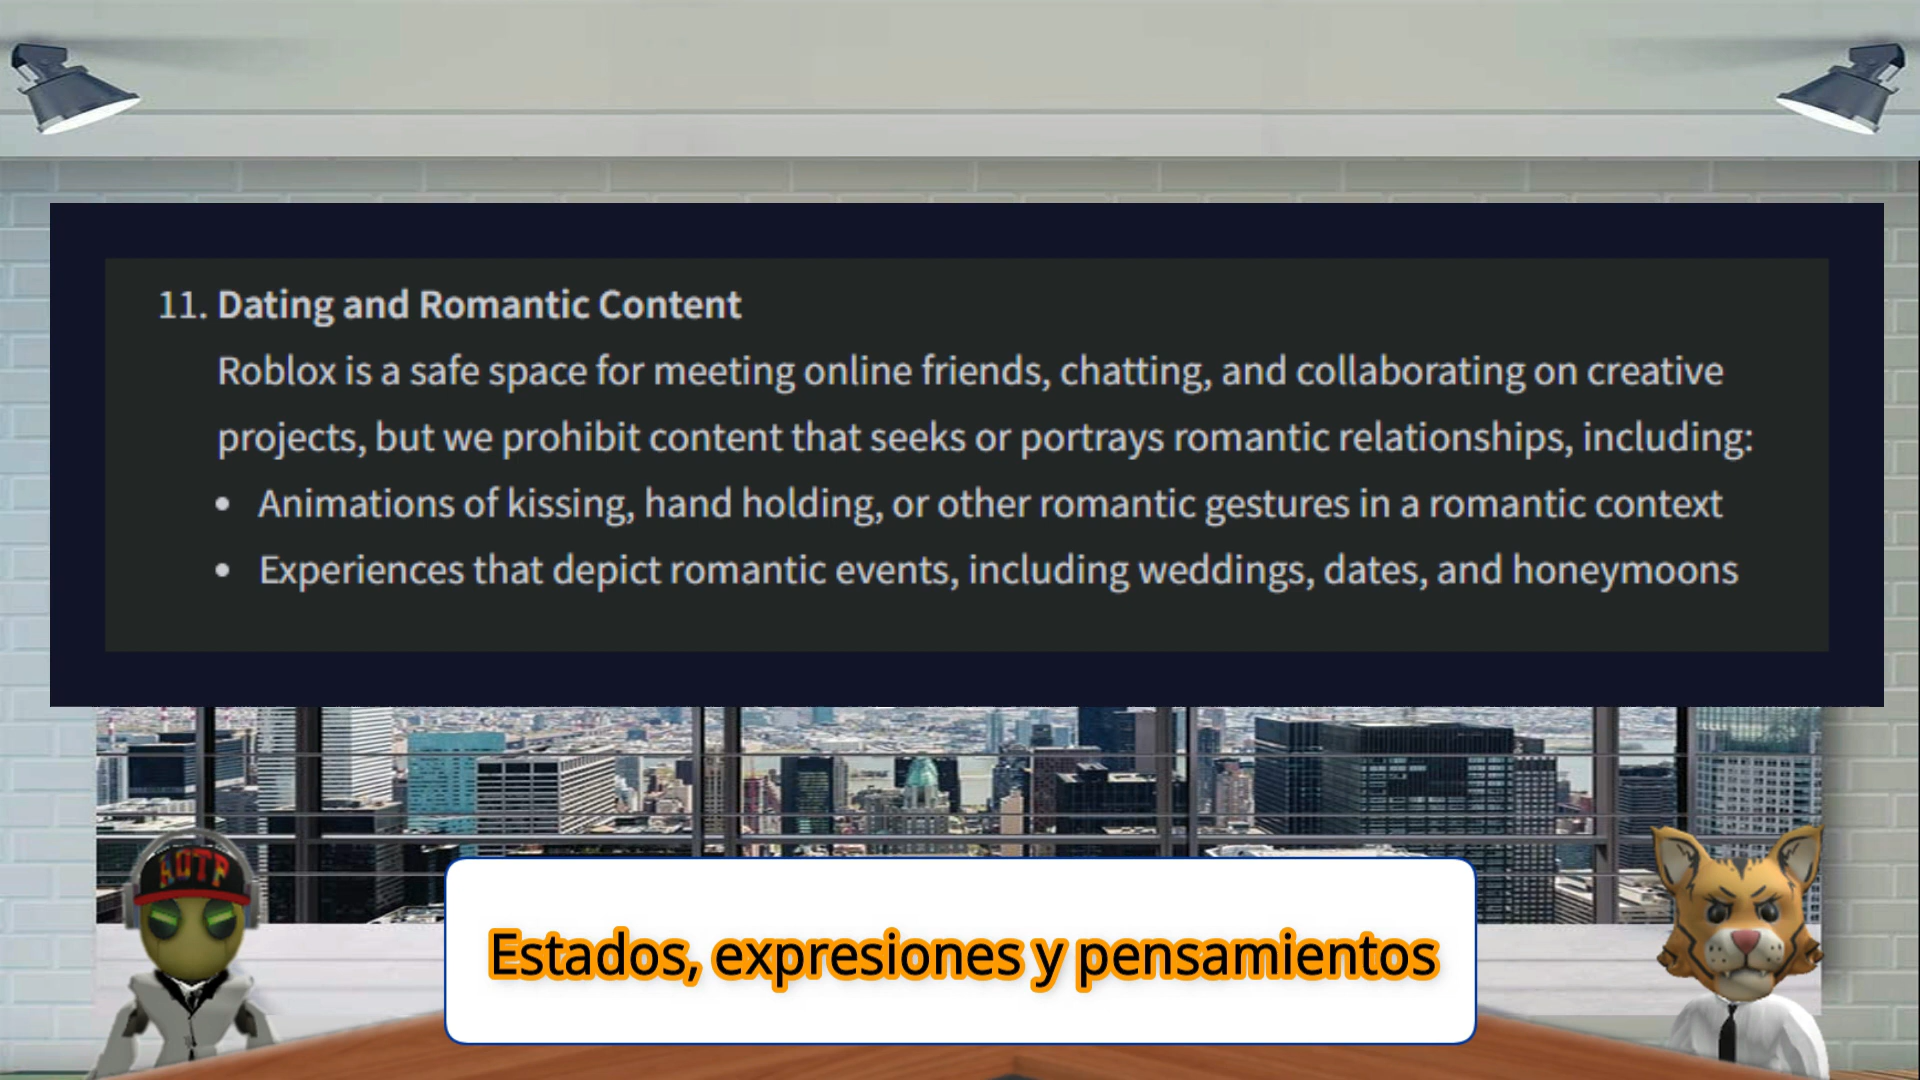 11. Dating and Romantic Content
Roblox is a safe space for meeting online friends, chatting, and collaborating on creative
projects, but we prohibit content that seeks or portrays romantic relationships, including:
• Animations of kissing, hand holding, or other romantic gestures in a romantic context
• Experiences that depict romantic events, including weddings, dates, and honeymoons
AOTP
Estados, expresiones y pensamientos